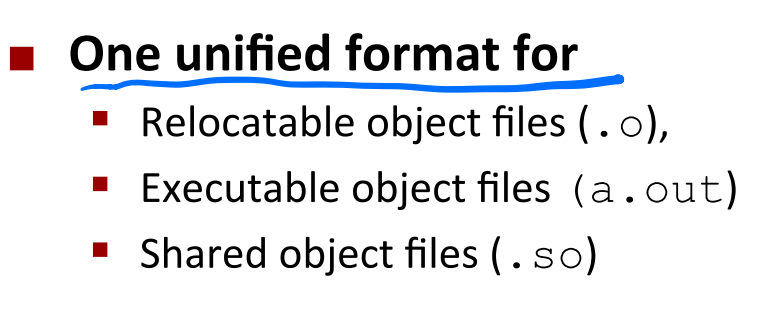 One unified format for
Relocatable object files (.o),
Executable object files (a.out)
Shared object files (.so)